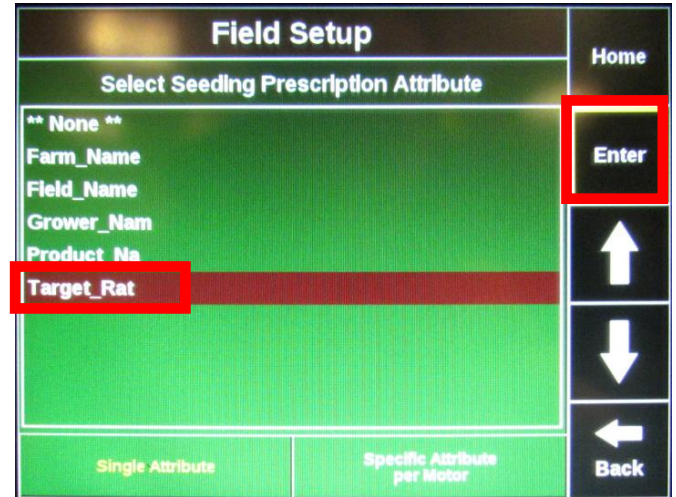 Field Setup
Home
Select Seeding Prescription Attribute
** None **
Farm_Name
Enter
Field_Name
Grower_Nam
Product_Na
Target_Rat
Single Attribute
Specific Attribute
per Motor
Back